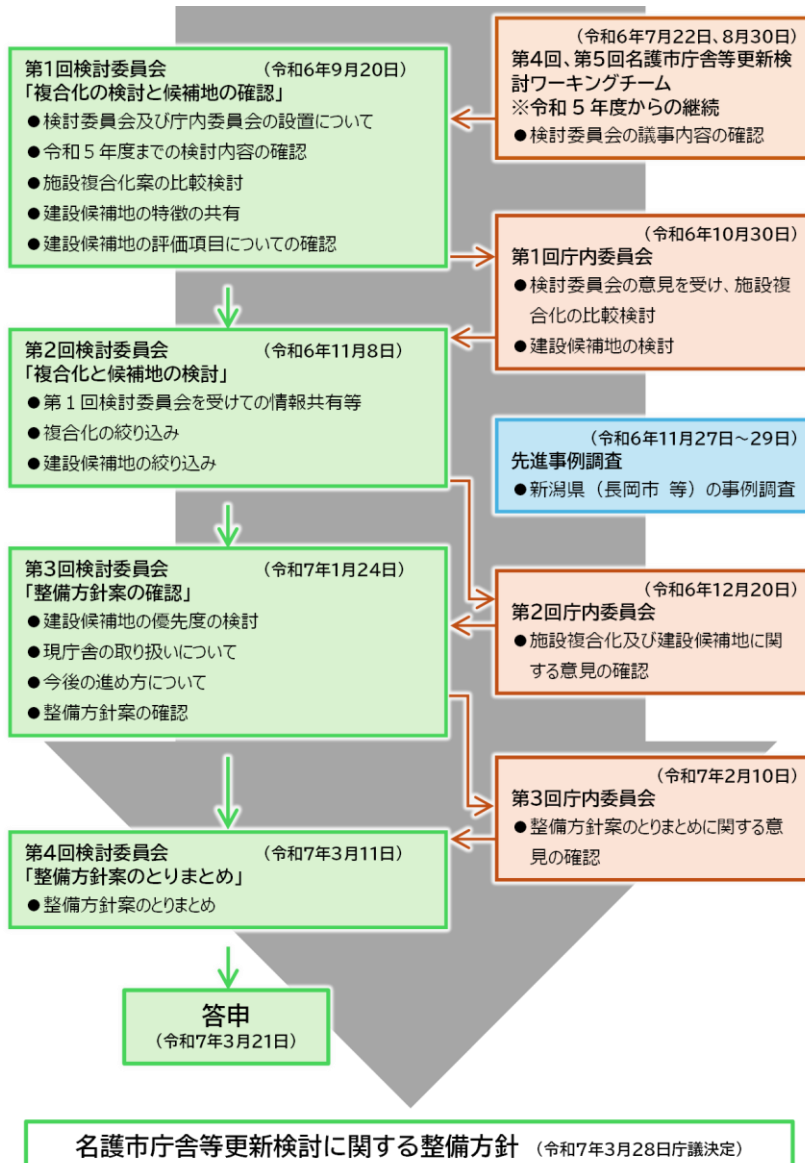 (令和6年7月22日、8月30日)
第4回、第5回名護市庁舎等更新検
討ワーキングチーム
※令和5年度からの継続
●検討委員会の議事内容の確認
第1回検討委員会 (令和6年9月20日)
「複合化の検討と候補地の確認」
●検討委員会及び庁内委員会の設置について
●令和5年度までの検討内容の確認
●施設複合化案の比較検討
●建設候補地の特徴の共有
●建設候補地の評価項目についての確認
(令和6年10月30日)
第1回庁内委員会
●検討委員会の意見を受け、施設複
合化の比較検討
●建設候補地の検討
第2回検討委員会 (令和6年11月8日)
「複合化と候補地の検討」
●第1回検討委員会を受けての情報共有等
●複合化の絞り込み
●建設候補地の絞り込み
(令和6年11月27日~29日)
先進事例調査
●新潟県(長岡市 等)の事例調査
(令和6年12月20日)
第2回庁内委員会
●施設複合化及び建設候補地に関
する意見の確認
第3回検討委員会 (令和7年1月24日)
「整備方針案の確認」
●建設候補地の優先度の検討
●現庁舎の取り扱いについて
●今後の進め方について
●整備方針案の確認
(令和7年2月10日)
第3回庁内委員会
●整備方針案のとりまとめに関する意
見の確認
第4回検討委員会 (令和7年3月11日)
「整備方針案のとりまとめ」
●整備方針案のとりまとめ
答申
(令和7年3月21日)
名護市庁舎等更新検討に関する整備方針 (令和7年3月28日庁議決定)